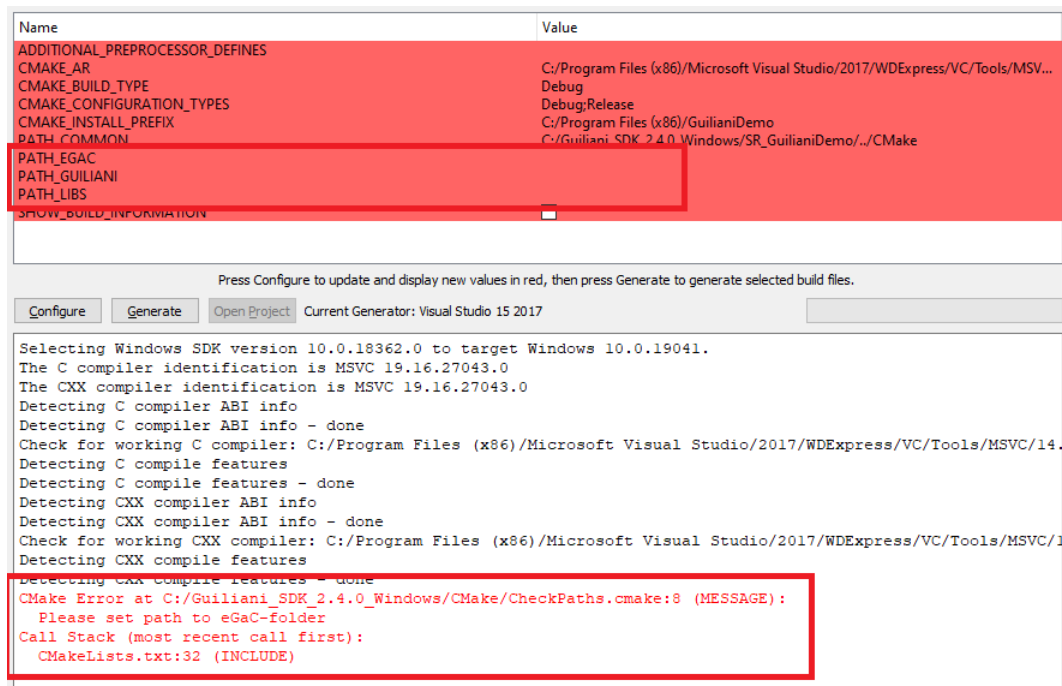 Name Value
ADDITIONAL_PREPROCESSOR_DEFINES
CMAKE_AR C:/Program Files (x86)/Microsoft Visual Studio/2017/WDExpress/VC/Tools/MSV...
CMAKE_BUILD_TYPE Debug
CMAKE_CONFIGURATION_TYPES Debug;Release
CMAKE_INSTALL_PREFIX C:/Program Files (x86)/GuilianiDemo
PATH_COMMON C:/Guiliani_SDK_2.4.0_Windows/SR_GuilianiDemo/../CMake
PATH_EGAC
PATH_GUILIANI
PATH_LIBS
SHOW_BUILD_INFORMATION
Press Configure to update and display new values in red, then press Generate to generate selected build files.
Configure Generate Open Project Current Generator: Visual Studio 15 2017
Selecting Windows SDK version 10.0.18362.0 to target Windows 10.0.19041.
The C compiler identification is MSVC 19.16.27043.0
The CXX compiler identification is MSVC 19.16.27043.0
Detecting C compiler ABI info
Detecting C compiler ABI info - done
Check for working C compiler: C:/Program Files (x86)/Microsoft Visual Studio/2017/WDExpress/VC/Tools/MSVC/14.
Detecting C compile features
Detecting C compile features - done
Detecting CXX compiler ABI info
Detecting CXX compiler ABI info - done
Check for working CXX compiler: C:/Program Files (x86)/Microsoft Visual Studio/2017/WDExpress/VC/Tools/MSVC/1
Detecting CXX compile features
Detecting CXX compile features - done
CMake Error at C:/Guiliani_SDK_2.4.0_Windows/CMake/CheckPaths.cmake:8 (MESSAGE):
Please set path to eGaC-folder
Call Stack (most recent call first):
CMakeLists.txt:32 (INCLUDE)